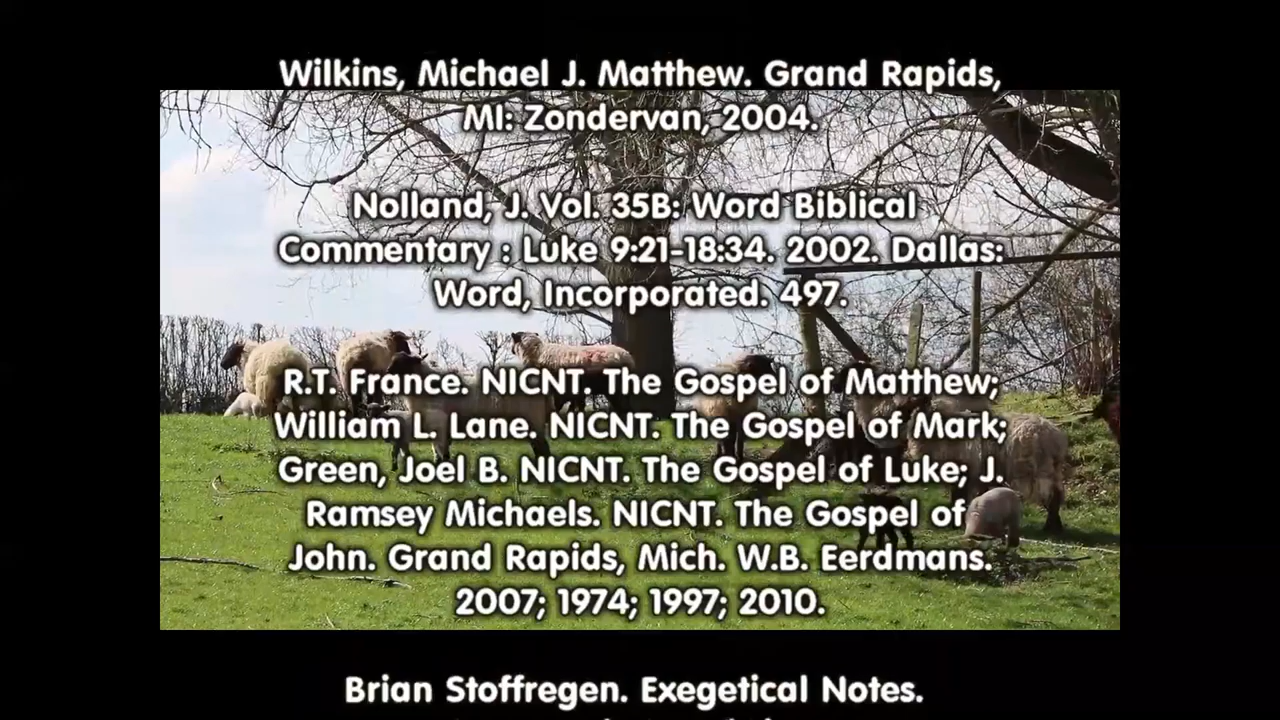 Wilkins, Michael J. Matthew. Grand Rapids,
MI: Zondervan, 2004.
Nolland, J. Vol. 35B: Word Biblical
Commentary : Luke 9:21-18:34. 2002. Dallas:
Word, Incorporated. 497.
R.T. France. NICNT. The Gospel of Matthew;
William L. Lane. NICNT. The Gospel of Mark;
Green, Joel B. NICNT. The Gospel of Luke; J.
Ramsey Michaels. NICNT. The Gospel of
John. Grand Rapids, Mich. W.B. Eerdmans.
2007; 1974; 1997; 2010.
Brian Stoffregen. Exegetical Notes.